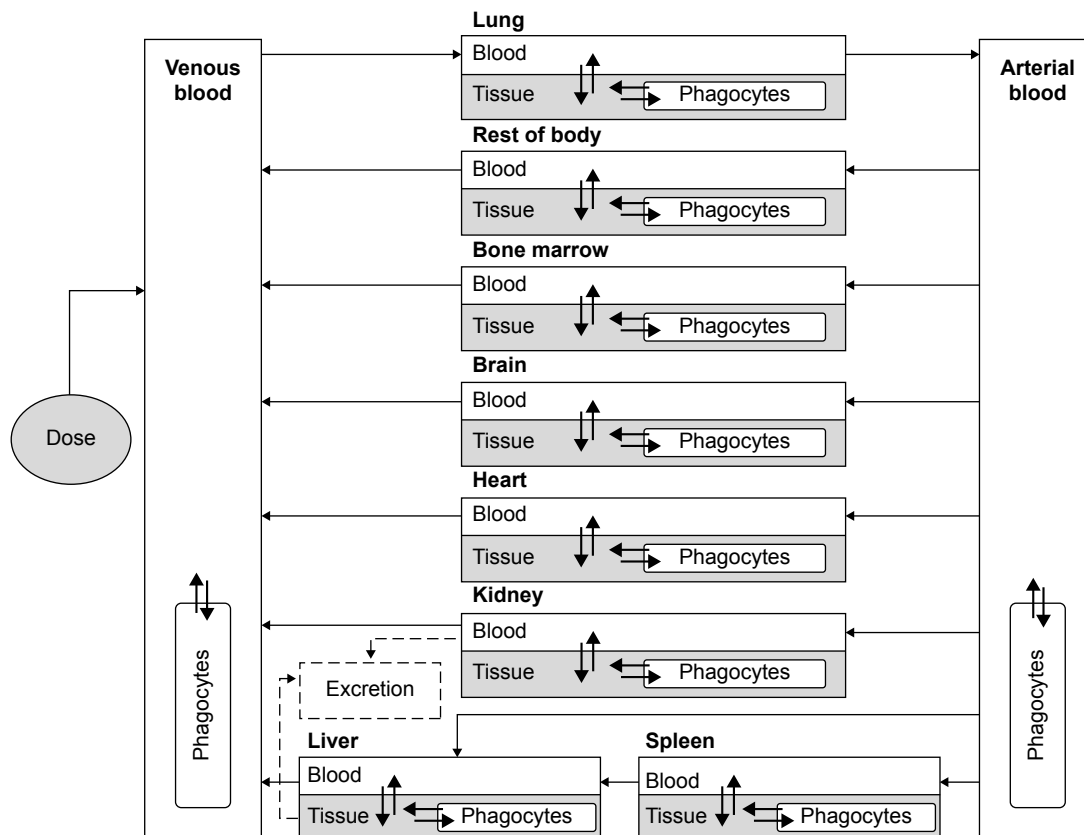 Lung
Venous
blood
Blood
Tissue
Phagocytes
Arterial
blood
Rest of body
Blood
Tissue
Phagocytes
Bone marrow
Blood
Tissue
Phagocytes
Brain
Blood
Tissue
Phagocytes
Dose
Heart
Blood
Tissue
Phagocytes
Kidney
Blood
Tissue
Phagocytes
Phagocytes
Excretion
Phagocytes
Liver
Blood
Tissue
Phagocytes
Spleen
Blood
Tissue
Phagocytes